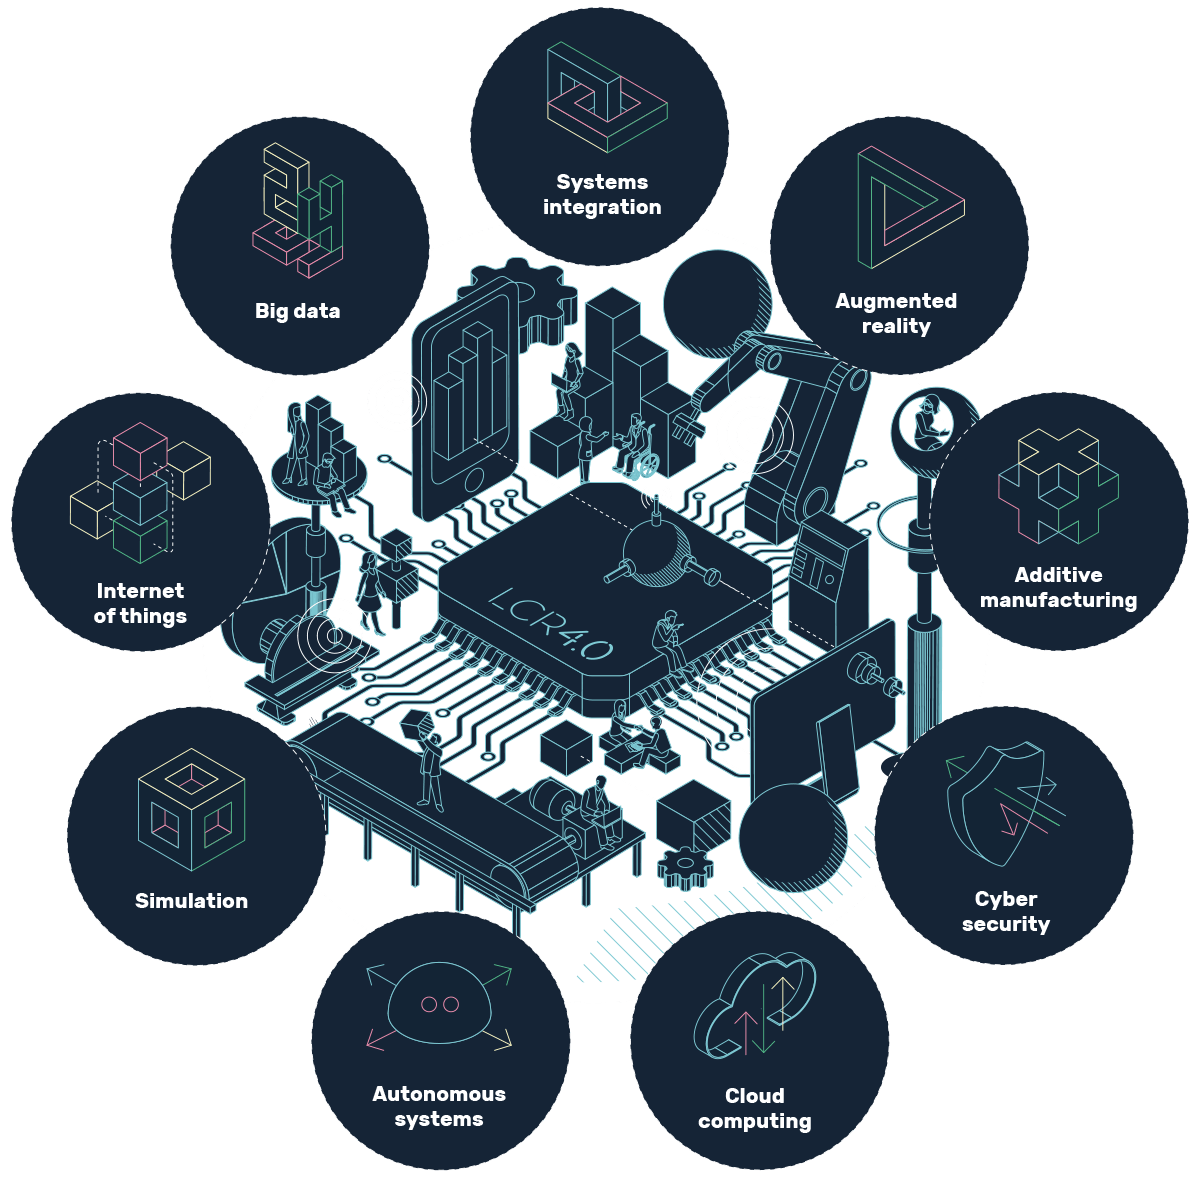 Systems
integration
Augmented
reality
Big data
Additive
manufacturing
Internet
of things
LCR4.0
Cyber
security
Simulation
Cloud
computing
Autonomous
systems